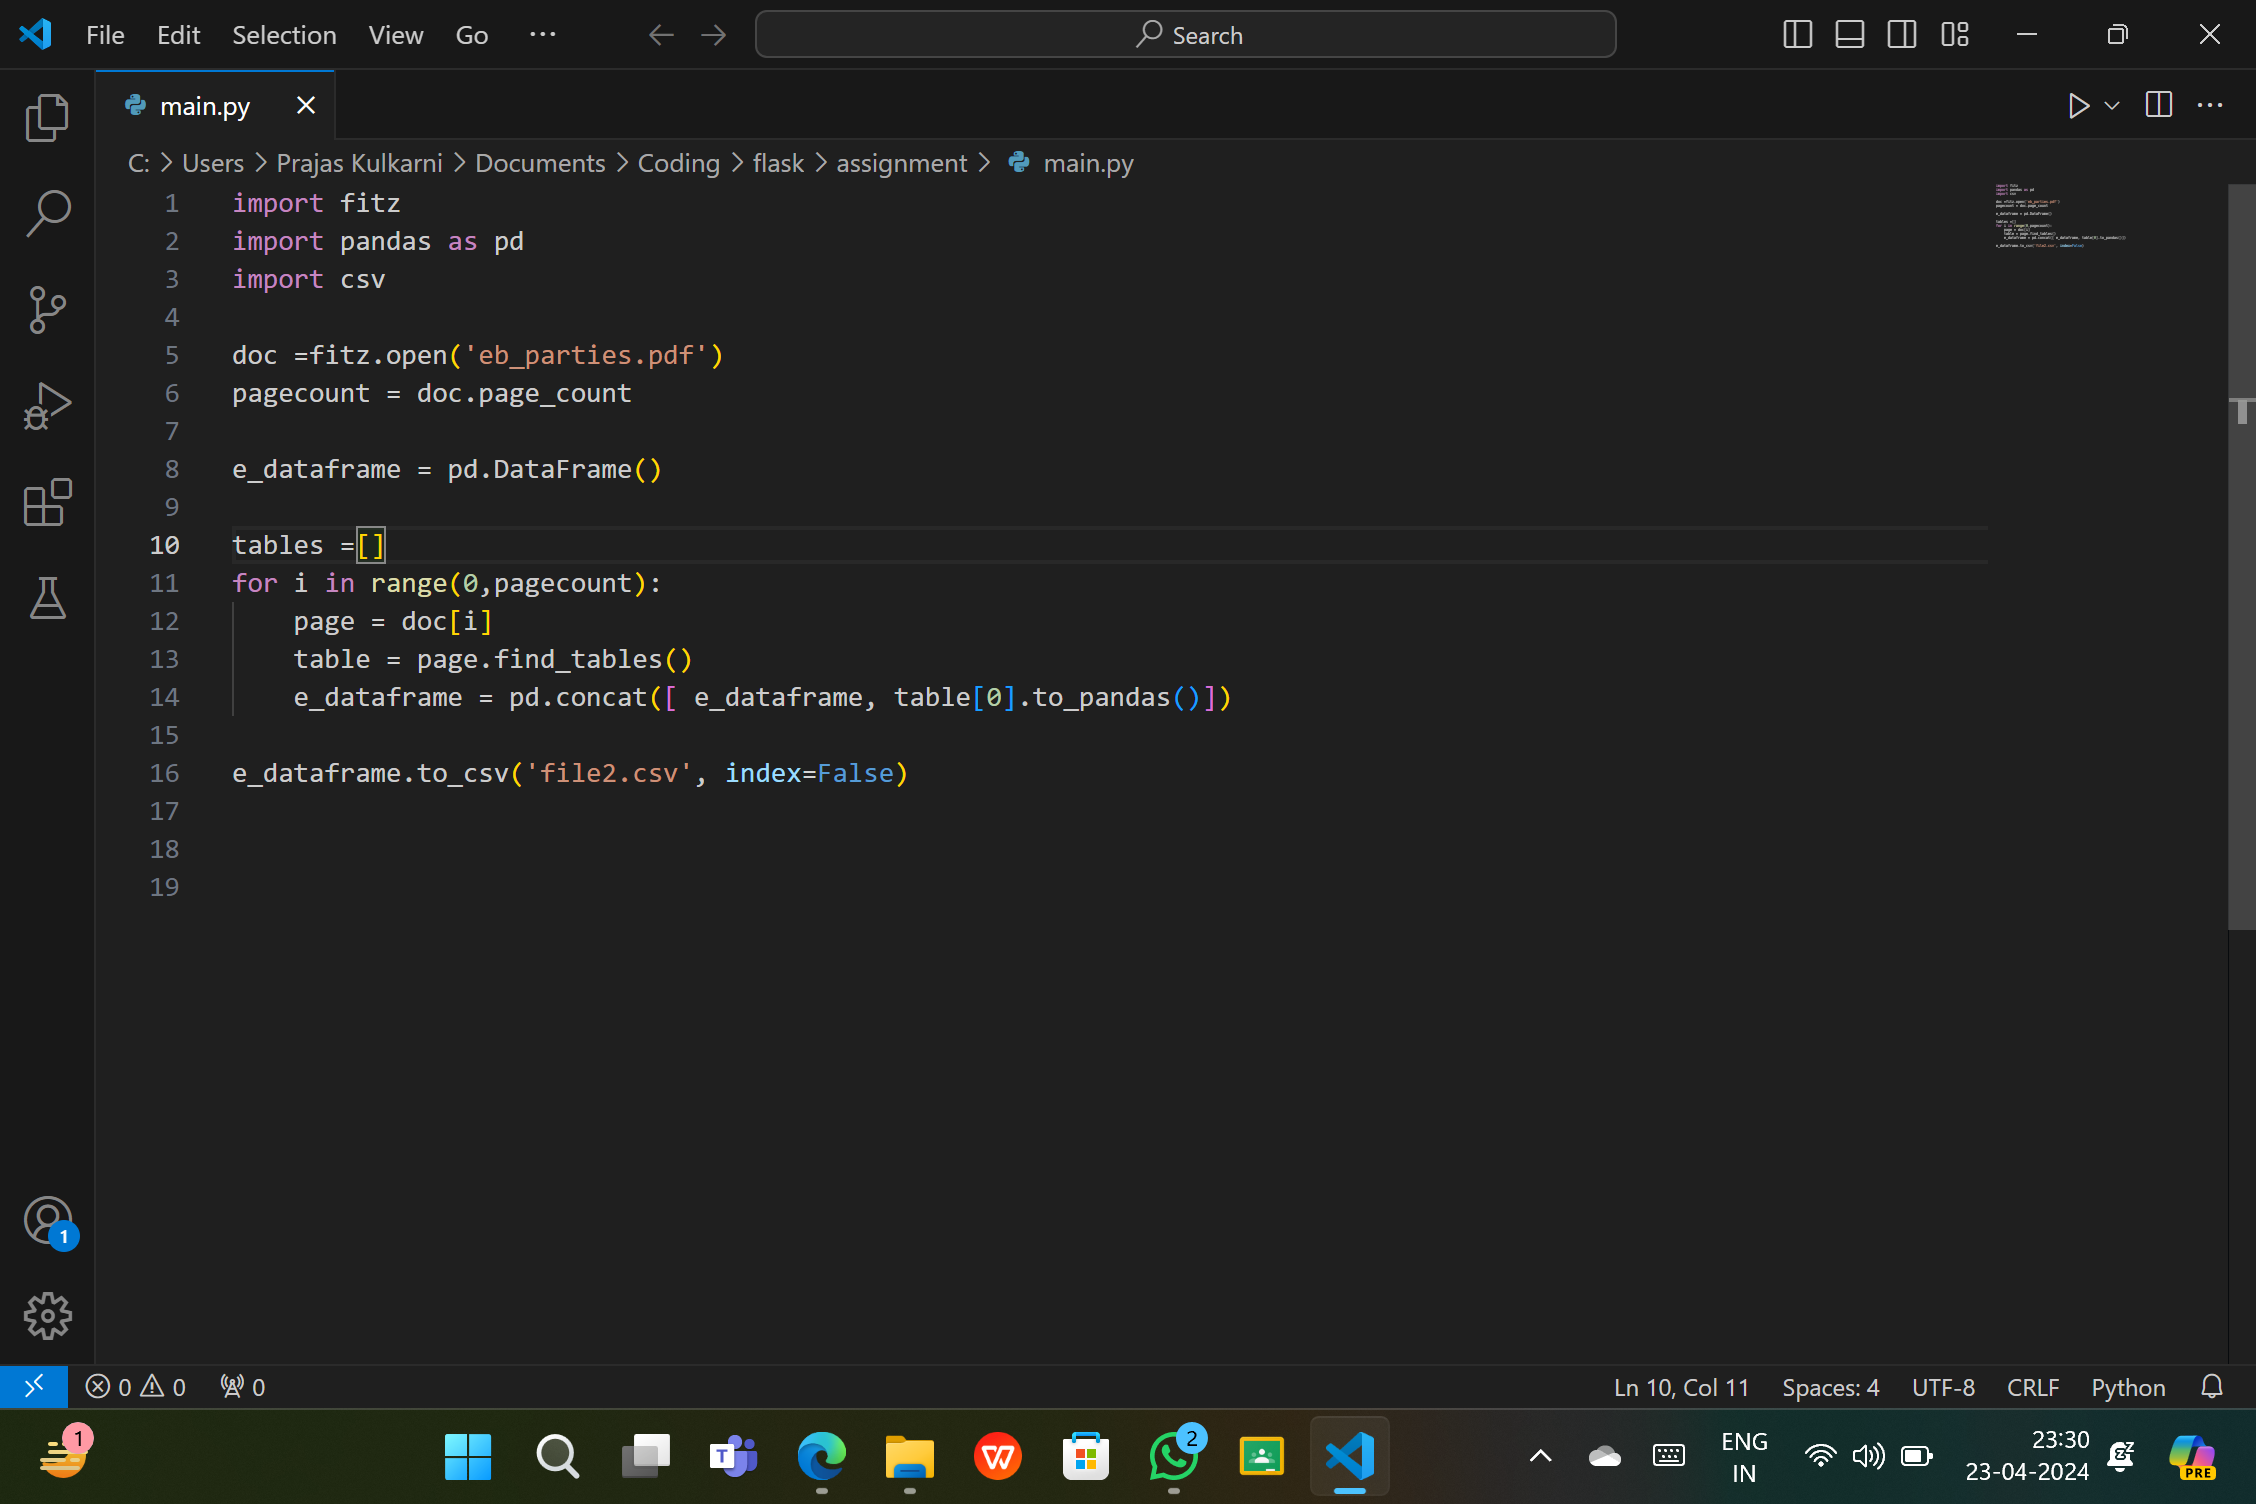 File Edit Selection View Go ··· Search
main.py
C: > Users > Prajas Kulkarni > Documents > Coding > flask > assignment > main.py
1 import fitz
2 import pandas as pd
3 import csv
4
5 doc =fitz.open('eb_parties.pdf')
6 pagecount = doc.page_count
7
8 e_dataframe = pd.DataFrame()
9
10 tables =[]
11 for i in range(0,pagecount):
12     page = doc[i]
13     table = page.find_tables()
14     e_dataframe = pd.concat([ e_dataframe, table[0].to_pandas()])
15
16 e_dataframe.to_csv('file2.csv', index=False)
17
18
19
1
0 0 0 Ln 10, Col 11 Spaces: 4 UTF-8 CRLF Python
1 T 2 ENG 23:30
IN 23-04-2024 PRE